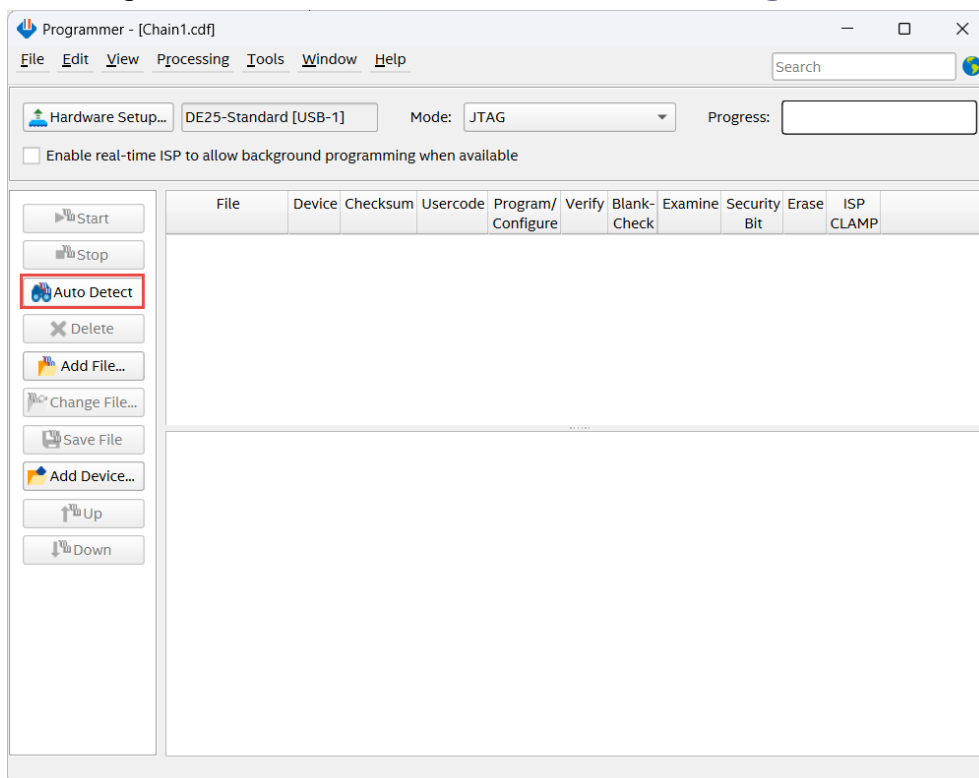 Programmer - [Chain1.cdf]
File Edit View Processing Tools Window Help
Search
Hardware Setup... DE25-Standard [USB-1] Mode: JTAG Progress:
Enable real-time ISP to allow background programming when available
File Device Checksum Usercode Program/ Verify Blank- Examine Security Erase ISP
Configure Check Bit CLAMP
Start
Stop
Auto Detect
Delete
Add File...
Change File...
Save File
Add Device...
Up
Down